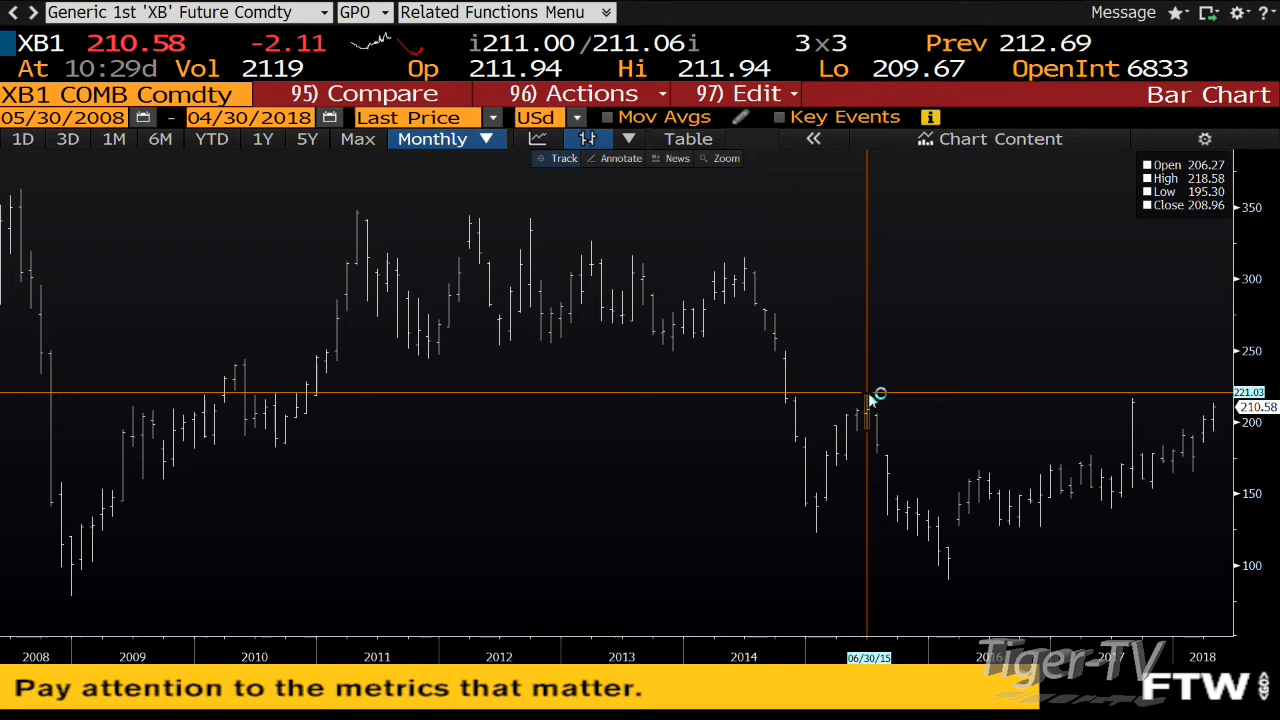 Generic 1st 'XB' Future Comdty GPO Related Functions Menu Message ?
XB1 210.58 -2.11 i211.00 /211.06i 3x3 Prev 212.69
At 10:29d Vol 2119 Op 211.94 Hi 211.94 Lo 209.67 OpenInt 6833
XB1 COMB Comdty 95) Compare 96) Actions 97) Edit Bar Chart
05/30/2008 - 04/30/2018 Last Price USd Mov Avgs Key Events i
1D 3D 1M 6M YTD 1Y 5Y Max Monthly Table « Chart Content
Track Annotate News Zoom
Open 206.27
High 218.58
Low 195.30
Close 208.96
350
300
250
221.03
210.58
200
150
100
2008 2009 2010 2011 2012 2013 2014 06/30/15 2016 2017 2018
Tiger-TV
Pay attention to the metrics that matter.
FTW <GO>